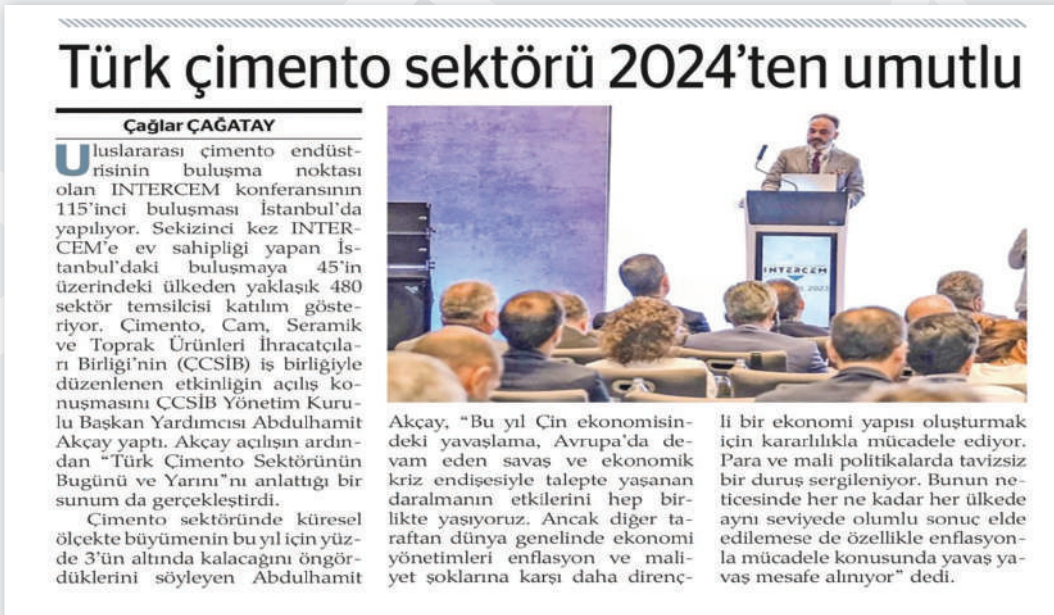 Türk çimento sektörü 2024’ten umutlu
Çağlar ÇAĞATAY
Uluslararası çimento endüst-
risinin buluşma noktası
olan INTERCEM konferansının
115’inci buluşması İstanbul’da
yapılıyor. Sekizinci kez INTER-
CEM’e ev sahipliği yapan İs-
tanbul’daki buluşmaya 45’in
üzerindeki ülkeden yaklaşık 480
sektör temsilcisi katılım göste-
riyor. Çimento, Cam, Seramik
ve Toprak Ürünleri İhracatçıla-
rı Birliği’nin (ÇCSİB) iş birliğiyle
düzenlenen etkinliğin açılış ko-
nuşmasını ÇCSİB Yönetim Kuru-
lu Başkan Yardımcısı Abdulhamit
Akçay yaptı. Akçay açılışın ardın-
dan “Türk Çimento Sektörünün
Bugünü ve Yarını”nı anlattığı bir
sunum da gerçekleştirdi.
Çimento sektöründe küresel
ölçekte büyümenin bu yıl için yüz-
de 3’ün altında kalacağını öngör-
düklerini söyleyen Abdulhamit
INTERCEM
2023
Akçay, “Bu yıl Çin ekonomisin-
deki yavaşlama, Avrupa’da de-
vam eden savaş ve ekonomik
kriz endişesiyle talepte yaşanan
daralmanın etkilerini hep bir-
likte yaşıyoruz. Ancak diğer ta-
raftan dünya genelinde ekonomi
yönetimleri enflasyon ve mali-
yet şoklarına karşı daha direnç-
li bir ekonomi yapısı oluşturmak
için kararlılıkla mücadele ediyor.
Para ve mali politikalarda tavizsiz
bir duruş sergileniyor. Bunun ne-
ticesinde her ne kadar her ülkede
aynı seviyede olumlu sonuç elde
edilemese de özellikle enflasyon-
la mücadele konusunda yavaş ya-
vaş mesafe alınıyor” dedi.